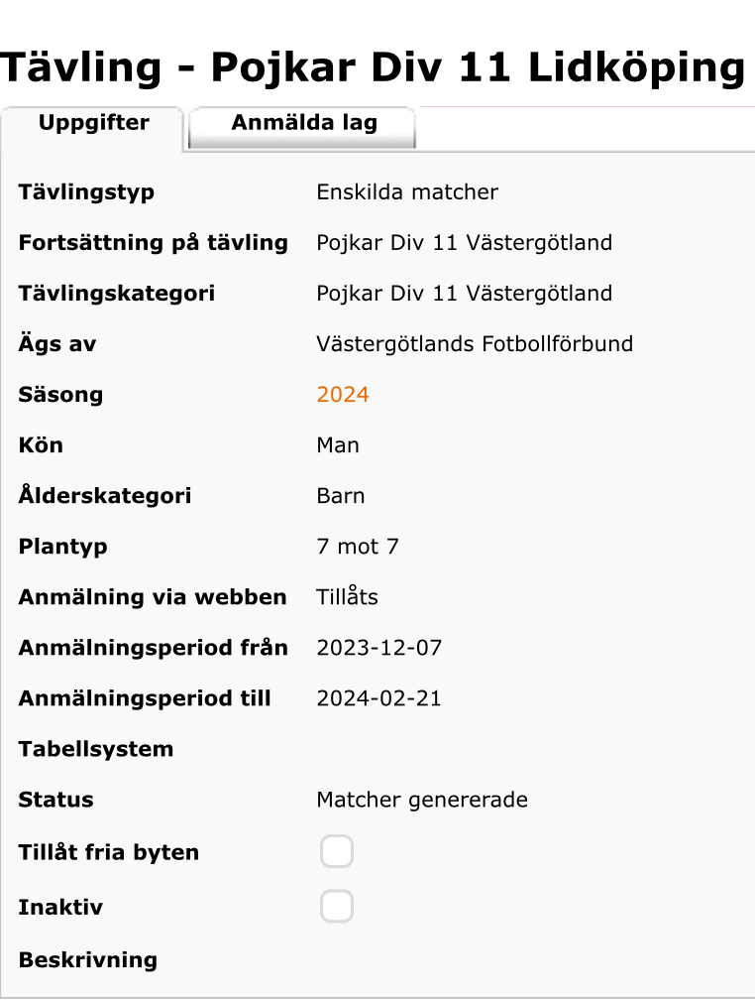 Tävling - Pojkar Div 11 Lidköping
Uppgifter Anmälda lag
Tävlingstyp Enskilda matcher
Fortsättning på tävling Pojkar Div 11 Västergötland
Tävlingskategori Pojkar Div 11 Västergötland
Ägs av Västergötlands Fotbollförbund
Säsong 2024
Kön Man
Ålderskategori Barn
Plantyp 7 mot 7
Anmälning via webben Tillåts
Anmälningsperiod från 2023-12-07
Anmälningsperiod till 2024-02-21
Tabellsystem
Status Matcher genererade
Tillåt fria byten
Inaktiv
Beskrivning